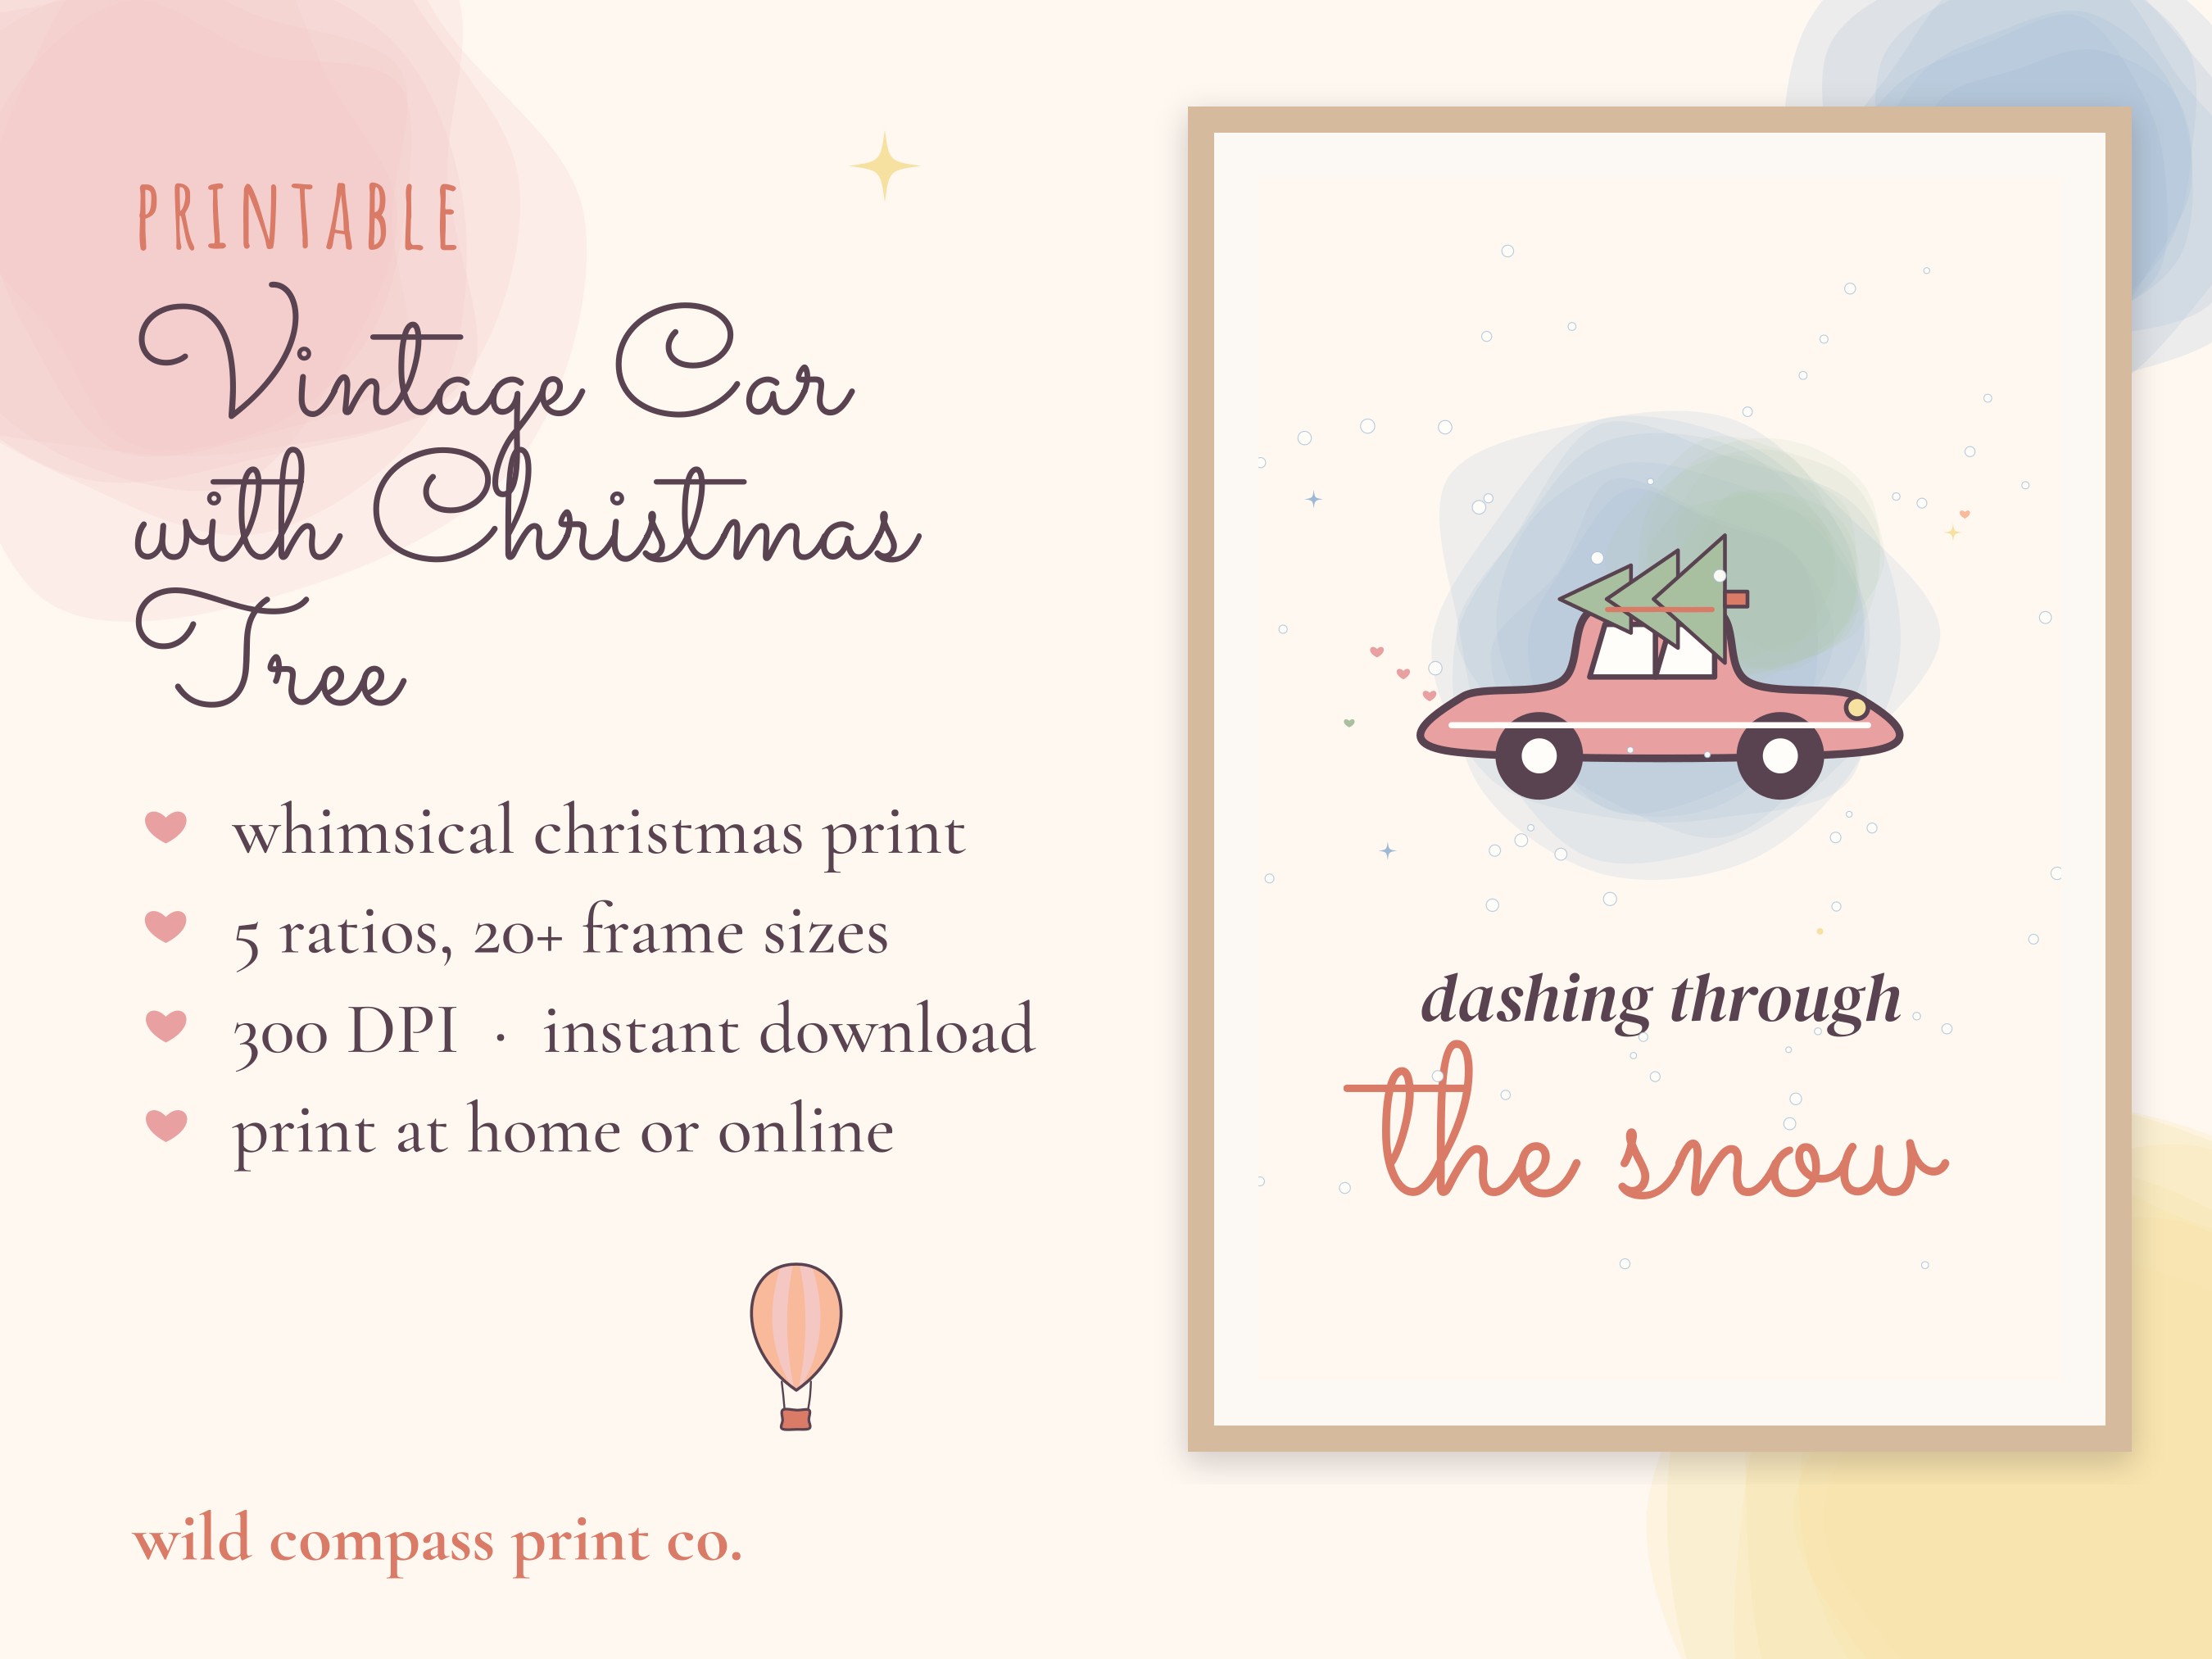 PRINTABLE
Vintage Car
with Christmas
Tree
whimsical christmas print
5 ratios, 20+ frame sizes
300 DPI · instant download
print at home or online
wild compass print co.
dashing through
the snow